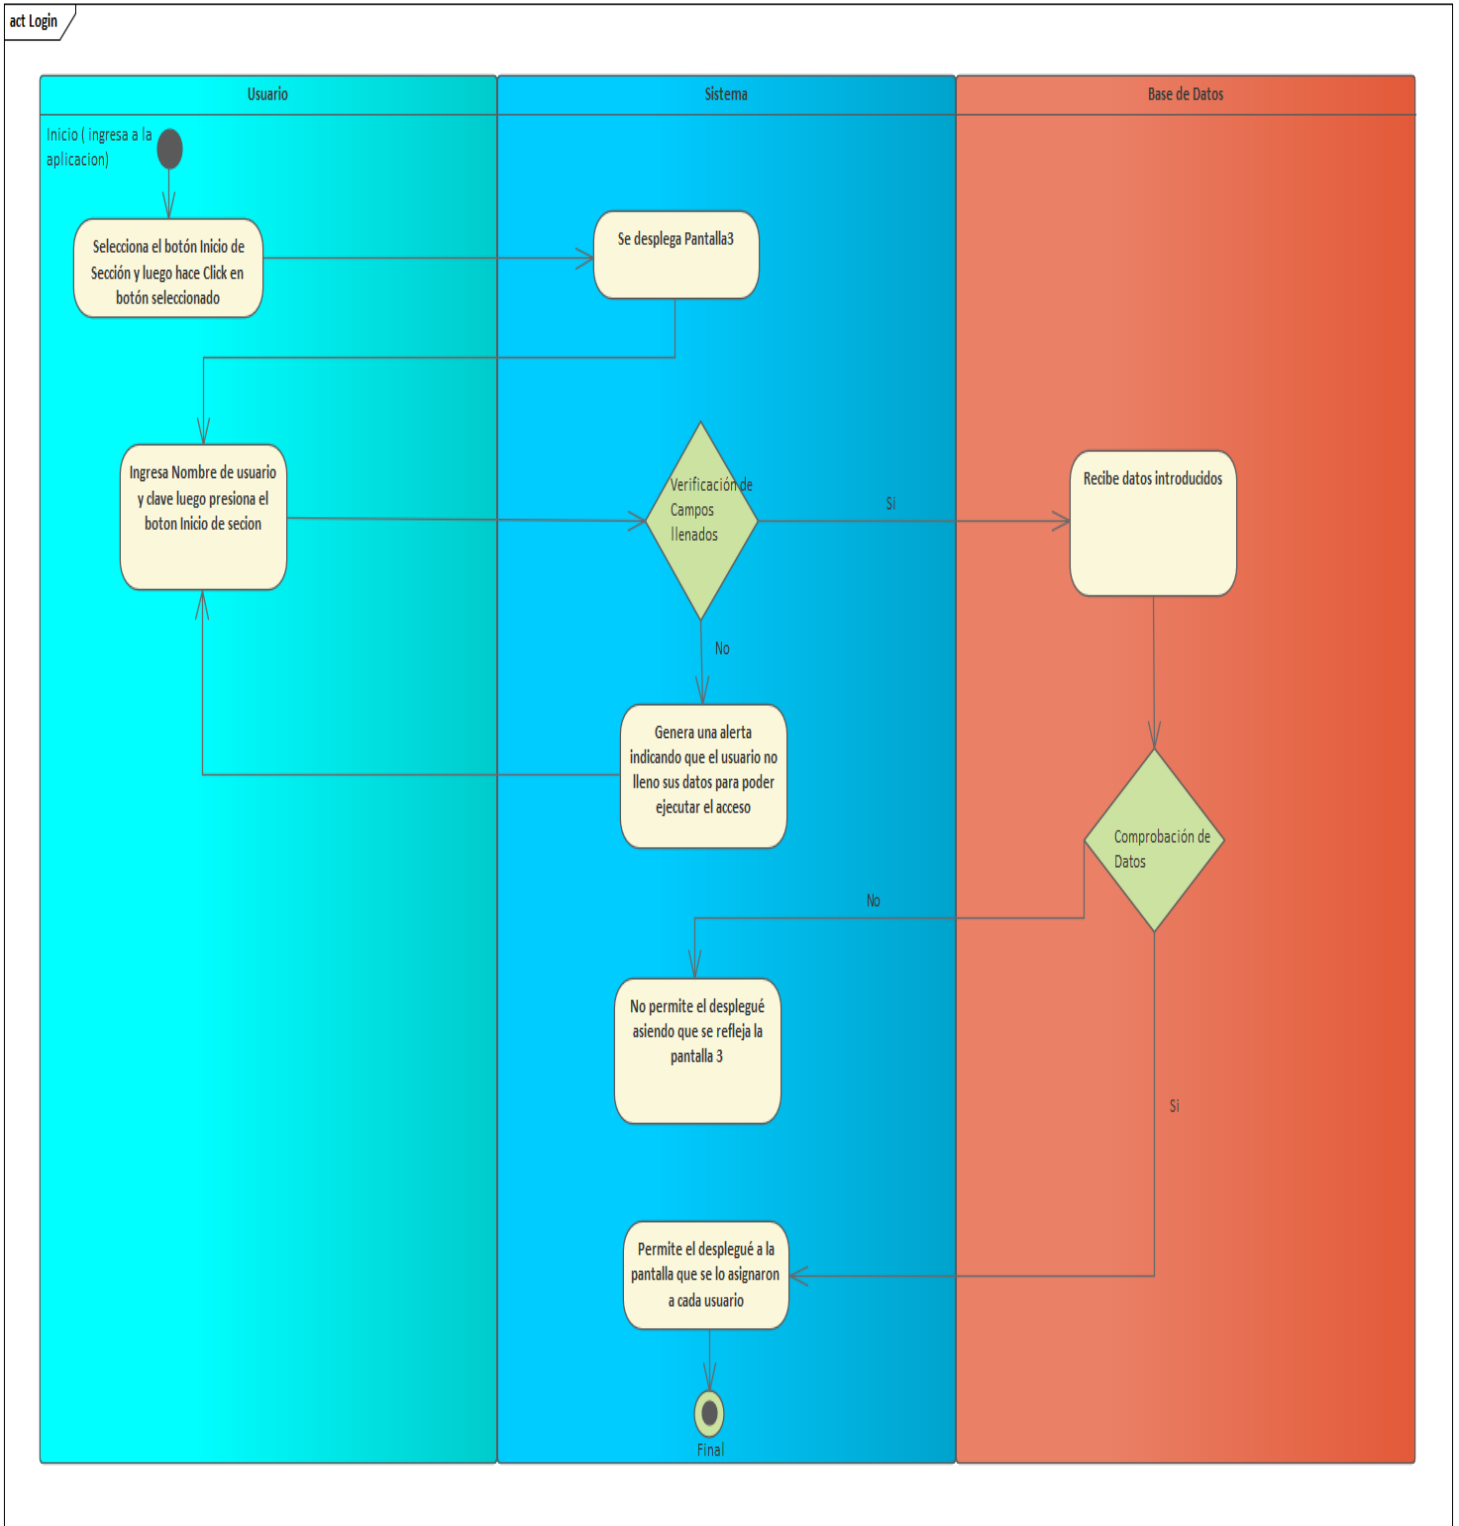 act Login
Usuario
Sistema
Base de Datos
Inicio ( ingresa a la
aplicacion)
Selecciona el botón Inicio de
Sección y luego hace Click en
botón seleccionado
Se desplega Pantalla3
Ingresa Nombre de usuario
y clave luego presiona el
boton Inicio de secion
Verificación de
Campos
llenados
Si
Recibe datos introducidos
No
Genera una alerta
indicando que el usuario no
lleno sus datos para poder
ejecutar el acceso
Comprobación de
Datos
No
No permite el desplegué
asiendo que se refleja la
pantalla 3
Si
Permite el desplegué a la
pantalla que se lo asignaron
a cada usuario
Final